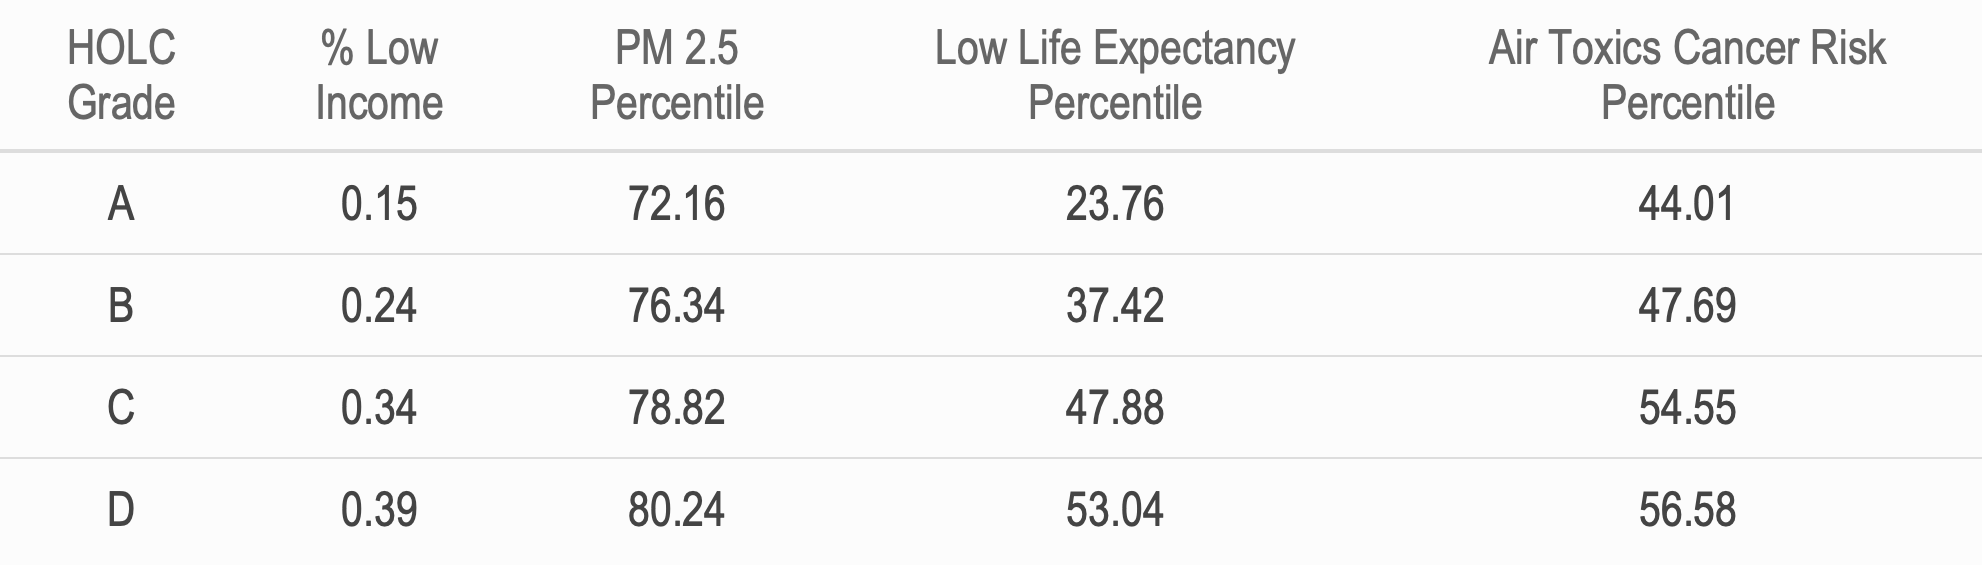 HOLC Grade % Low Income PM 2.5 Percentile Low Life Expectancy Percentile Air Toxics Cancer Risk Percentile
A 0.15 72.16 23.76 44.01
B 0.24 76.34 37.42 47.69
C 0.34 78.82 47.88 54.55
D 0.39 80.24 53.04 56.58